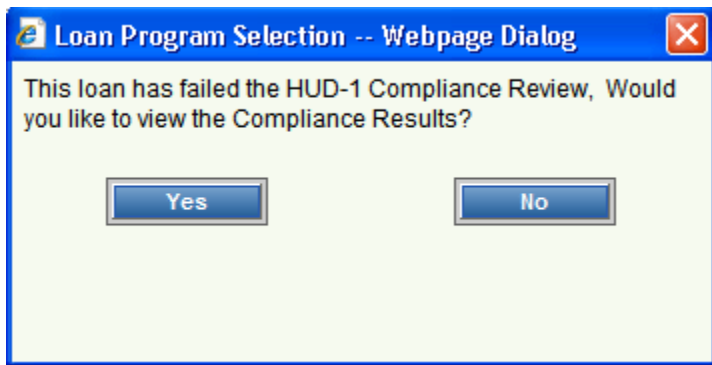 Loan Program Selection -- Webpage Dialog
This loan has failed the HUD-1 Compliance Review, Would
you like to view the Compliance Results?
Yes No